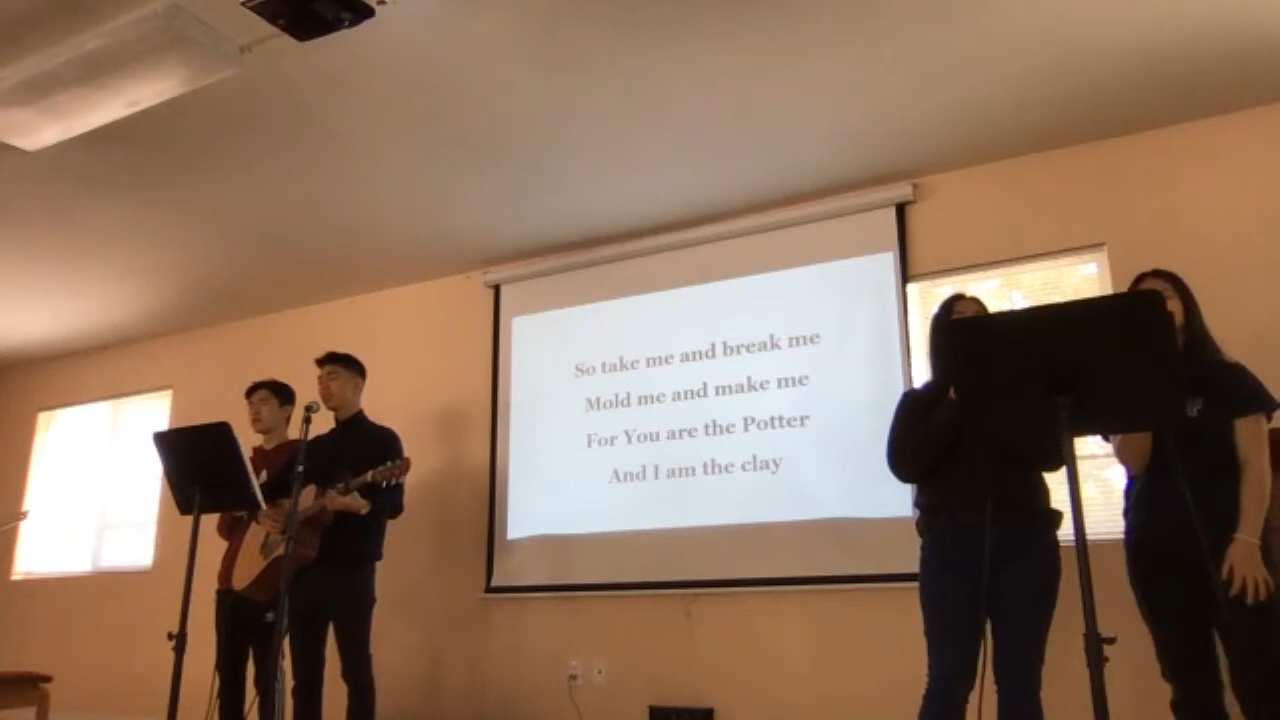 So take me and break me
Mold me and make me
For You are the Potter
And I am the clay